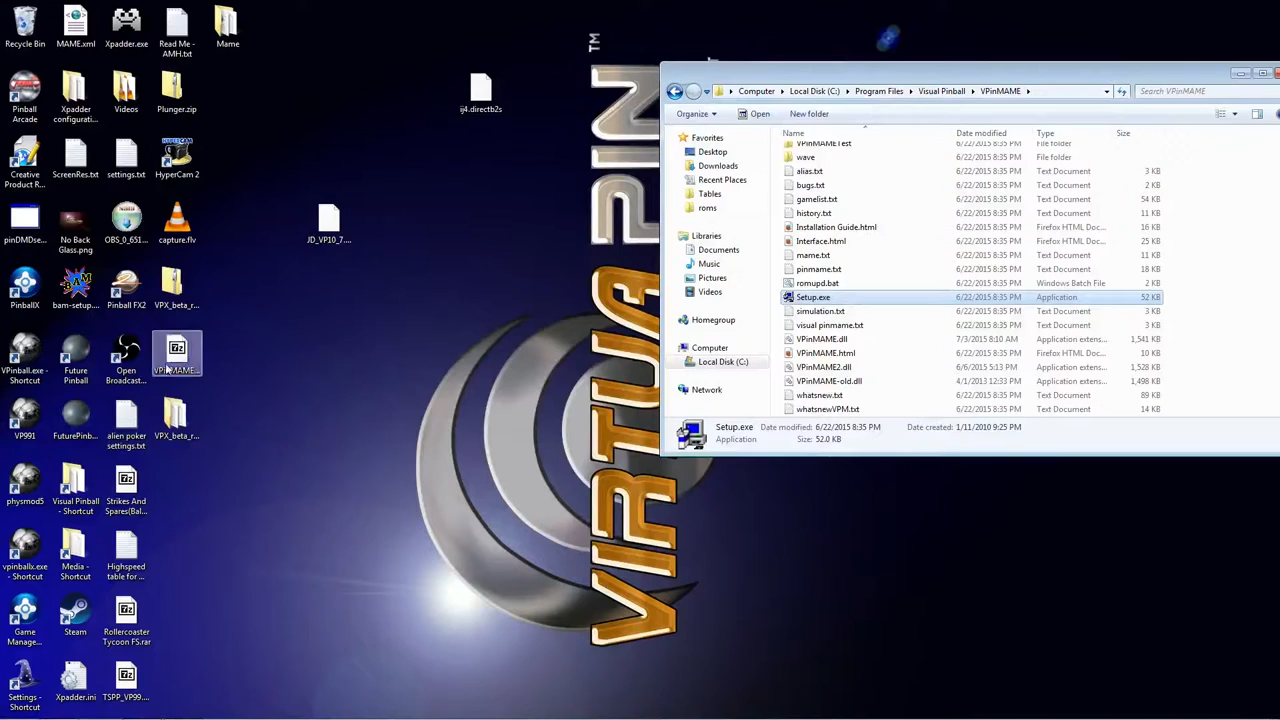 Recycle Bin
MAME.xml
Xpadder.exe
Read Me -
AMH.txt
Mame
Pinball
Arcade
Xpadder
configurati...
Videos
Plunger.zip
Creative
Product R...
ScreenRes.txt
settings.txt
HyperCam 2
pinDMDse...
No Back
Glass.png
OBS_0_651...
capture.flv
PinballX
bam-setup...
Pinball FX2
VPX_beta_r...
VPinball.exe
- Shortcut
Future
Pinball
Open
Broadcast...
VPinMAME...
VP991
FuturePinb...
alien poker
settings.txt
VPX_beta_r...
physmod5
Visual Pinball
- Shortcut
Strikes And
Spares(Bal...
vpinballx.exe
- Shortcut
Media -
Shortcut
Highspeed
table for ...
Game
Manage...
Steam
Rollercoaster
Tycoon FS.rar
Settings -
Shortcut
Xpadder.ini
TSPP_VP99....
ij4.directb2s
JD_VP10_7....
VIRTUA PIN
TM
Computer
Local Disk (C:)
Program Files
Visual Pinball
VPinMAME
Search VPinMAME
Organize
Open
New folder
Favorites
Desktop
Downloads
Recent Places
Tables
roms
Libraries
Documents
Music
Pictures
Videos
Homegroup
Computer
Local Disk (C:)
Network
Name Date modified Type Size
VPinMAMETest 6/22/2015 8:35 PM File folder
wave 6/22/2015 8:35 PM File folder
alias.txt 6/22/2015 8:35 PM Text Document 3 KB
bugs.txt 6/22/2015 8:35 PM Text Document 2 KB
gamelist.txt 6/22/2015 8:35 PM Text Document 54 KB
history.txt 6/22/2015 8:35 PM Text Document 11 KB
Installation Guide.html 6/22/2015 8:35 PM Firefox HTML Doc... 16 KB
Interface.html 6/22/2015 8:35 PM Firefox HTML Doc... 25 KB
mame.txt 6/22/2015 8:35 PM Text Document 11 KB
pinmame.txt 6/22/2015 8:35 PM Text Document 11 KB
romupd.bat 6/22/2015 8:35 PM Windows Batch File 2 KB
Setup.exe 6/22/2015 8:35 PM Application 52 KB
simulation.txt 6/22/2015 8:35 PM Text Document 3 KB
visual pinmame.txt 6/22/2015 8:35 PM Text Document 3 KB
VPinMAME.dll 7/3/2015 8:10 AM Application extens... 1,541 KB
VPinMAME.html 6/22/2015 8:35 PM Firefox HTML Doc... 10 KB
VPinMAME2.dll 6/6/2015 5:13 PM Application extens... 1,528 KB
VPinMAME-old.dll 4/1/2013 12:33 PM Application extens... 1,498 KB
whatsnew.txt 6/22/2015 8:35 PM Text Document 89 KB
whatsnewVPM.txt 6/22/2015 8:35 PM Text Document 14 KB
Setup.exe Date modified: 6/22/2015 8:35 PM Date created: 1/11/2010 9:25 PM
Application Size: 52.0 KB